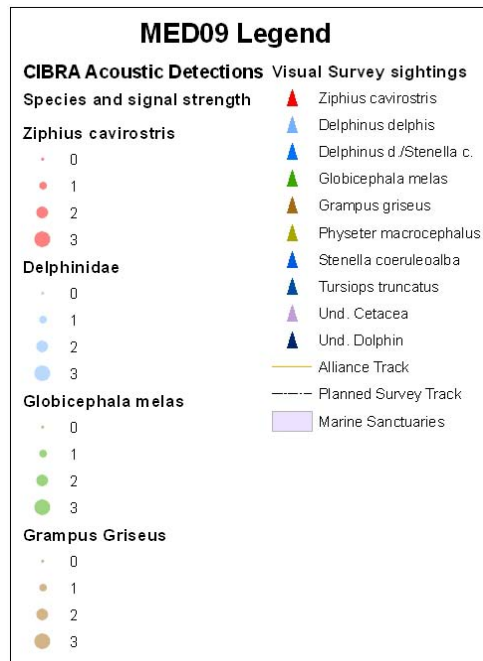 MED09 Legend
CIBRA Acoustic Detections
Species and signal strength
Ziphius cavirostris
0
1
2
3
Delphinidae
0
1
2
3
Globicephala melas
0
1
2
3
Grampus Griseus
0
1
2
3
Visual Survey sightings
Ziphius cavirostris
Delphinus delphis
Delphinus d./Stenella c.
Globicephala melas
Grampus griseus
Physeter macrocephalus
Stenella coeruleoalba
Tursiops truncatus
Und. Cetacea
Und. Dolphin
Alliance Track
Planned Survey Track
Marine Sanctuaries